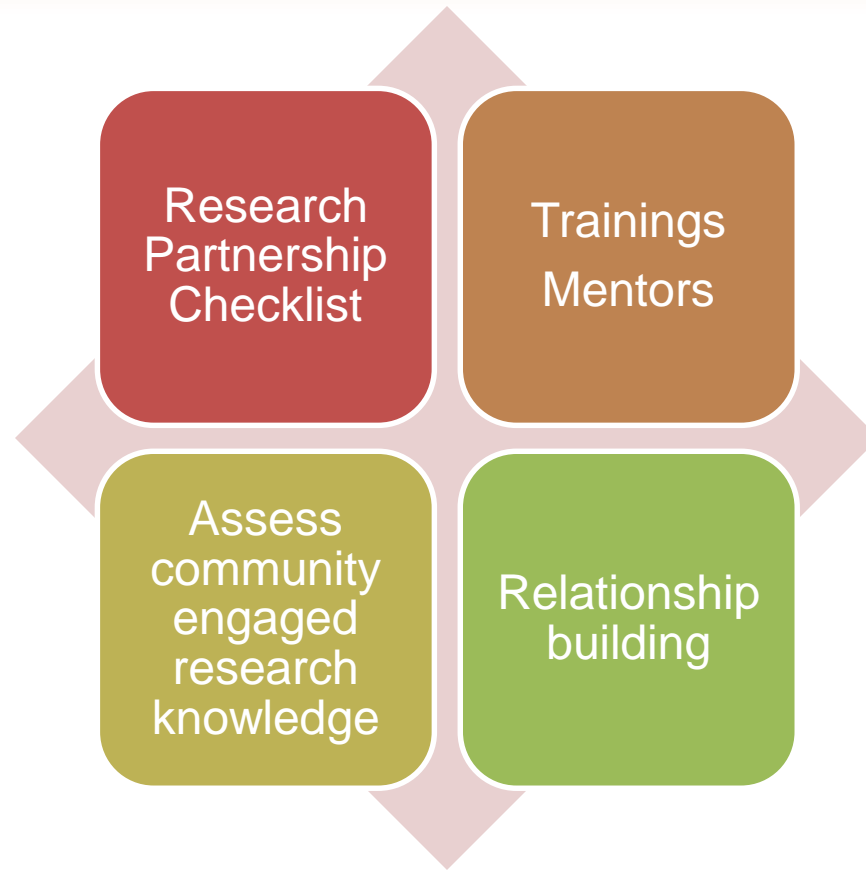 Research
Partnership
Checklist
Trainings
Mentors
Assess
community
engaged
research
knowledge
Relationship
building